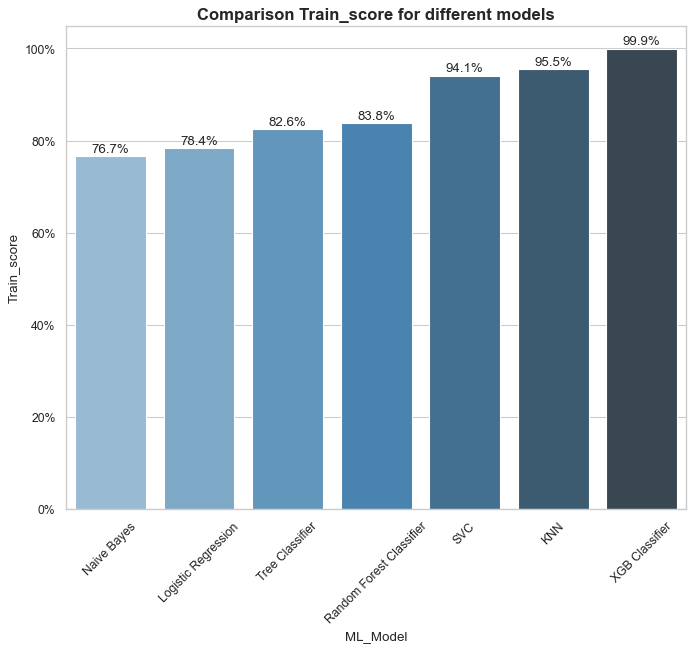 Comparison Train_score for different models
100%
80%
60%
40%
20%
0%
Train_score
76.7%
78.4%
82.6%
83.8%
94.1%
95.5%
99.9%
Naive Bayes
Logistic Regression
Tree Classifier
Random Forest Classifier
SVC
KNN
XGB Classifier
ML_Model